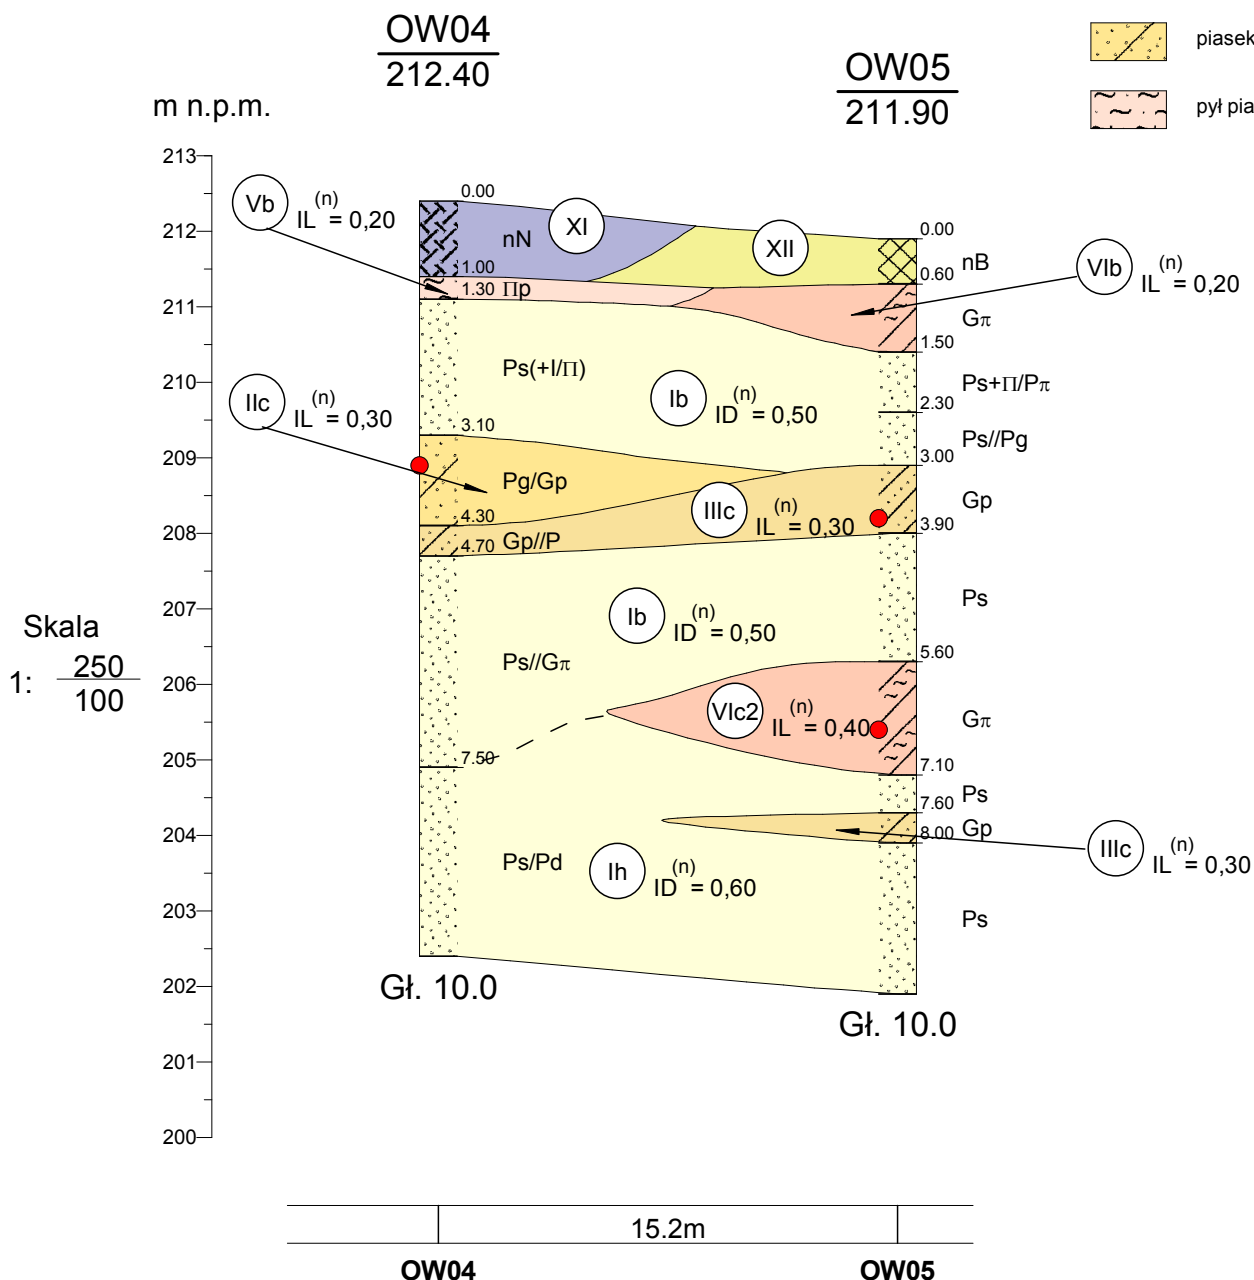 OW04
212.40
OW05
211.90
piasek
pył pia
m n.p.m.
213
212
211
210
209
208
207
206
205
204
203
202
201
200
Skala
1: 250
100
Vb
IL(n) = 0,20
IIc
IL(n) = 0,30
0.00
nN
1.00
1.30 Πp
Ps(+I/Π)
3.10
Pg/Gp
4.30
4.70 Gp//P
Ps//Gπ
7.50
Ps/Pd
Gł. 10.0
XI
XII
Ib
ID(n) = 0,50
IIIc
IL(n) = 0,30
Ib
ID(n) = 0,50
VIc2
IL(n) = 0,40
Ih
ID(n) = 0,60
0.00
nB
0.60
Gπ
1.50
Ps+Π/Pπ
2.30
Ps//Pg
3.00
Gp
3.90
Ps
5.60
Gπ
7.10
Ps
7.60
Gp
8.00
Ps
Gł. 10.0
VIb
IL(n) = 0,20
IIIc
IL(n) = 0,30
15.2m
OW04
OW05